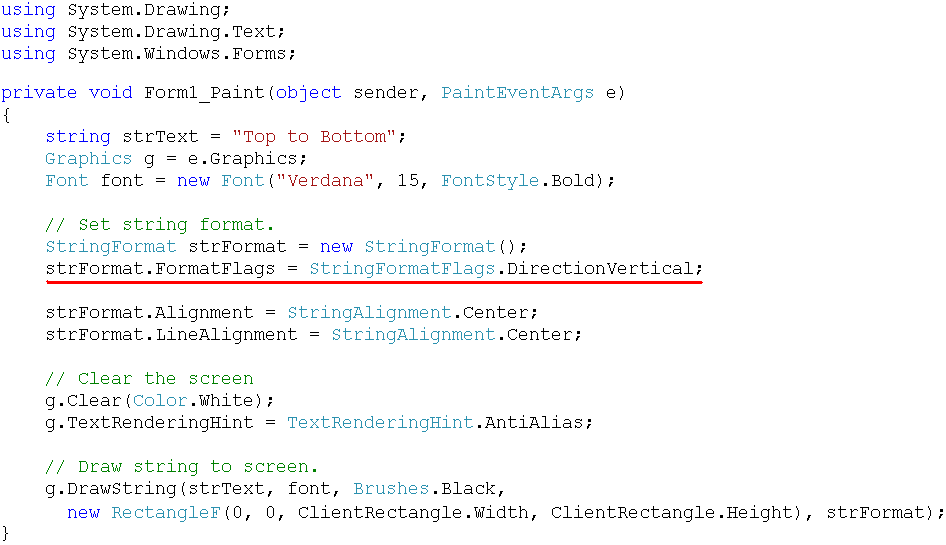 using System.Drawing;
using System.Drawing.Text;
using System.Windows.Forms;
private void Form1_Paint(object sender, PaintEventArgs e)
{
string strText = "Top to Bottom";
Graphics g = e.Graphics;
Font font = new Font("Verdana", 15, FontStyle.Bold);
// Set string format.
StringFormat strFormat = new StringFormat();
strFormat.FormatFlags = StringFormatFlags.DirectionVertical;
strFormat.Alignment = StringAlignment.Center;
strFormat.LineAlignment = StringAlignment.Center;
// Clear the screen
g.Clear(Color.White);
g.TextRenderingHint = TextRenderingHint.AntiAlias;
// Draw string to screen.
g.DrawString(strText, font, Brushes.Black,
new RectangleF(0, 0, ClientRectangle.Width, ClientRectangle.Height), strFormat);
}